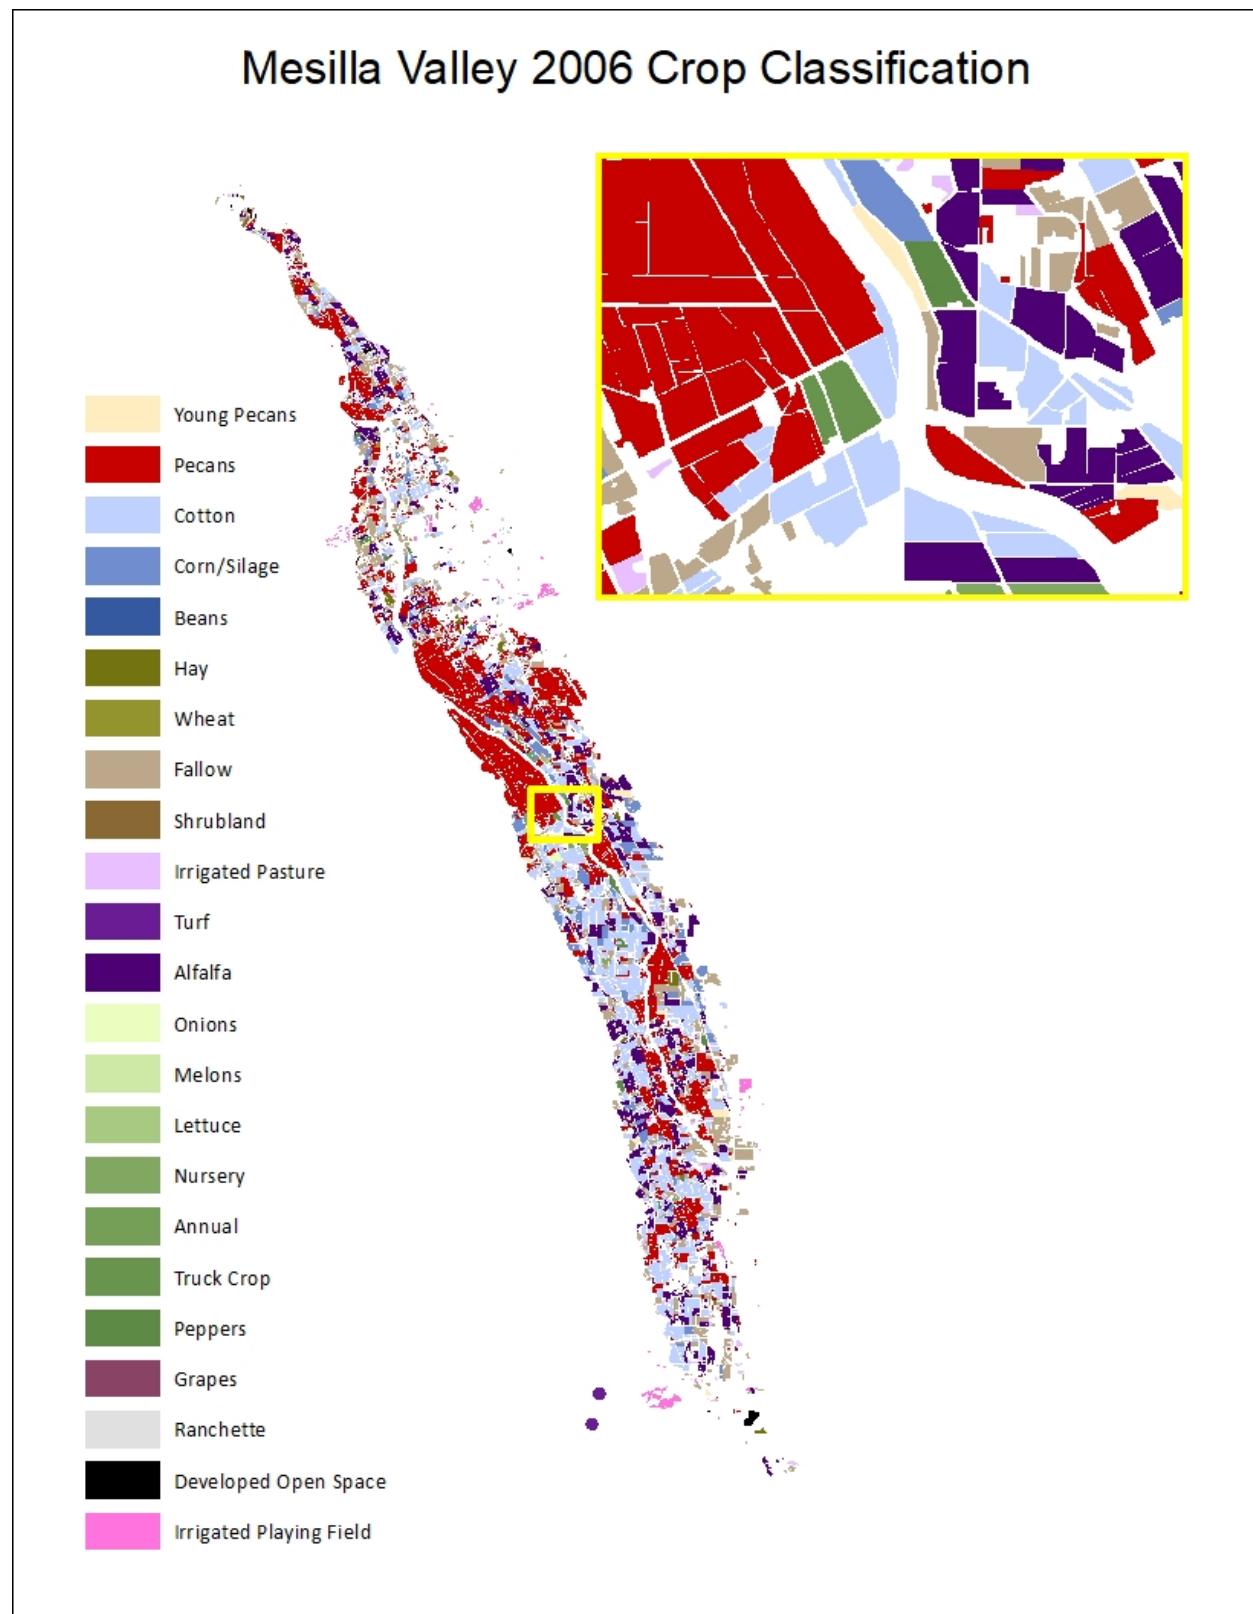 Mesilla Valley 2006 Crop Classification
Young Pecans
Pecans
Cotton
Corn/Silage
Beans
Hay
Wheat
Fallow
Shrubland
Irrigated Pasture
Turf
Alfalfa
Onions
Melons
Lettuce
Nursery
Annual
Truck Crop
Peppers
Grapes
Ranchette
Developed Open Space
Irrigated Playing Field